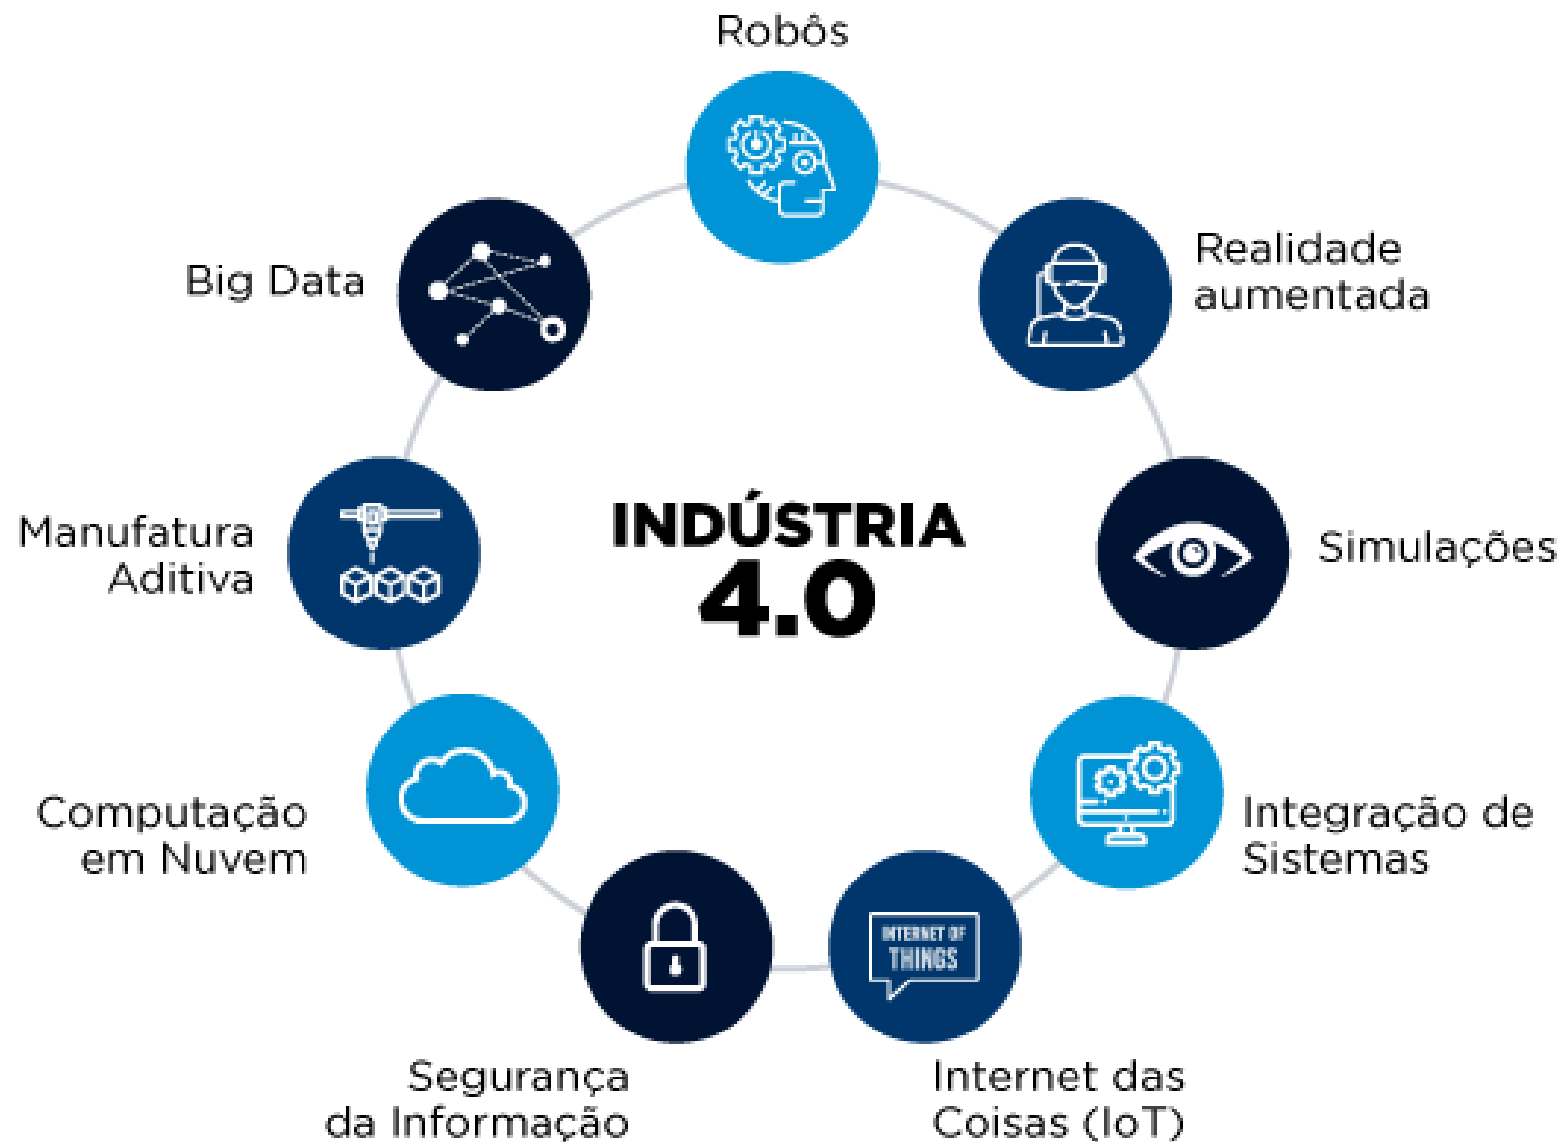 Robôs
Realidade
aumentada
Big Data
INDÚSTRIA
4.0
Simulações
Manufatura
Aditiva
Computação
em Nuvem
Integração de
Sistemas
INTERNET OF
THINGS
Segurança
da Informação
Internet das
Coisas (IoT)